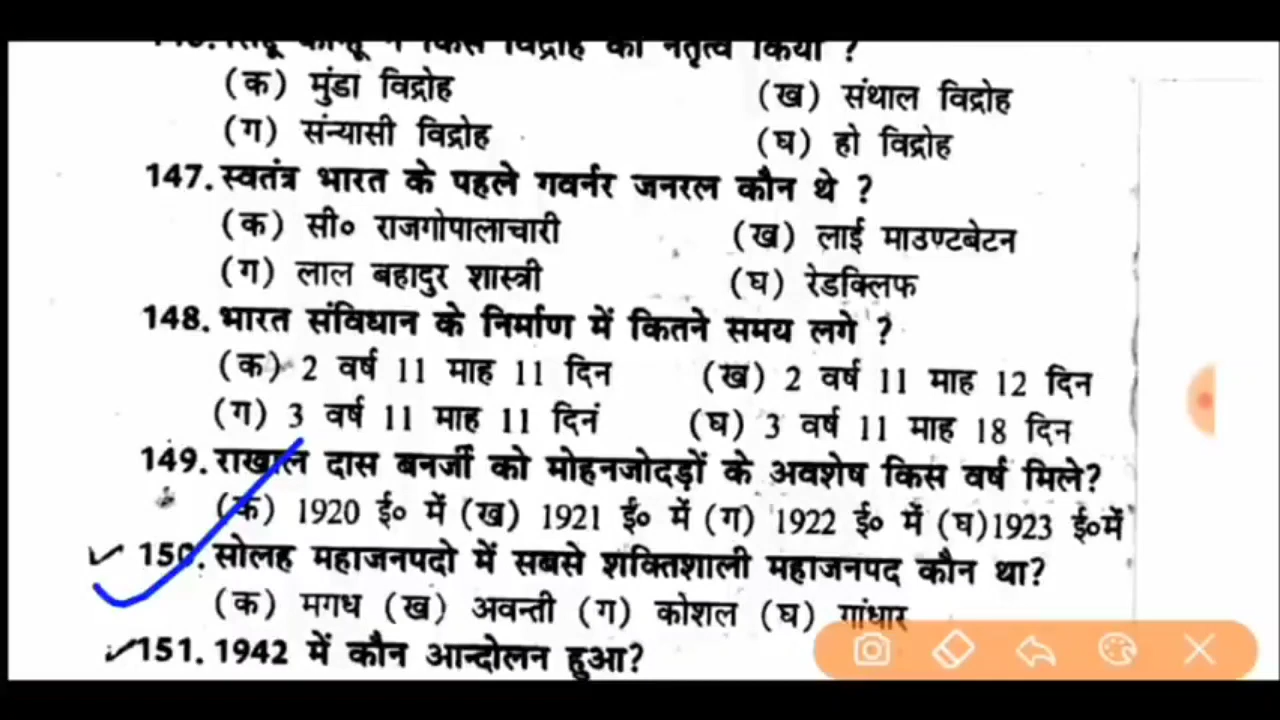 146. सिद्दू कान्हू ने किस विद्रोह का नेतृत्व किया ?
(क) मुंडा विद्रोह (ख) संथाल विद्रोह
(ग) संन्यासी विद्रोह (घ) हो विद्रोह
147. स्वतंत्र भारत के पहले गवर्नर जनरल कौन थे ?
(क) सी० राजगोपालाचारी (ख) लाई माउण्टबेटन
(ग) लाल बहादुर शास्त्री (घ) रेडक्लिफ
148. भारत संविधान के निर्माण में कितने समय लगे ?
(क) 2 वर्ष 11 माह 11 दिन (ख) 2 वर्ष 11 माह 12 दिन
(ग) 3 वर्ष 11 माह 11 दिनं (घ) 3 वर्ष 11 माह 18 दिन
149. राखाल दास बनर्जी को मोहनजोदड़ों के अवशेष किस वर्ष मिले?
(क) 1920 ई० में (ख) 1921 ई० में (ग) 1922 ई० में (घ)1923 ई०में
150. सोलह महाजनपदो में सबसे शक्तिशाली महाजनपद कौन था?
(क) मगध (ख) अवन्ती (ग) कोशल (घ) गांधार
151. 1942 में कौन आन्दोलन हुआ?